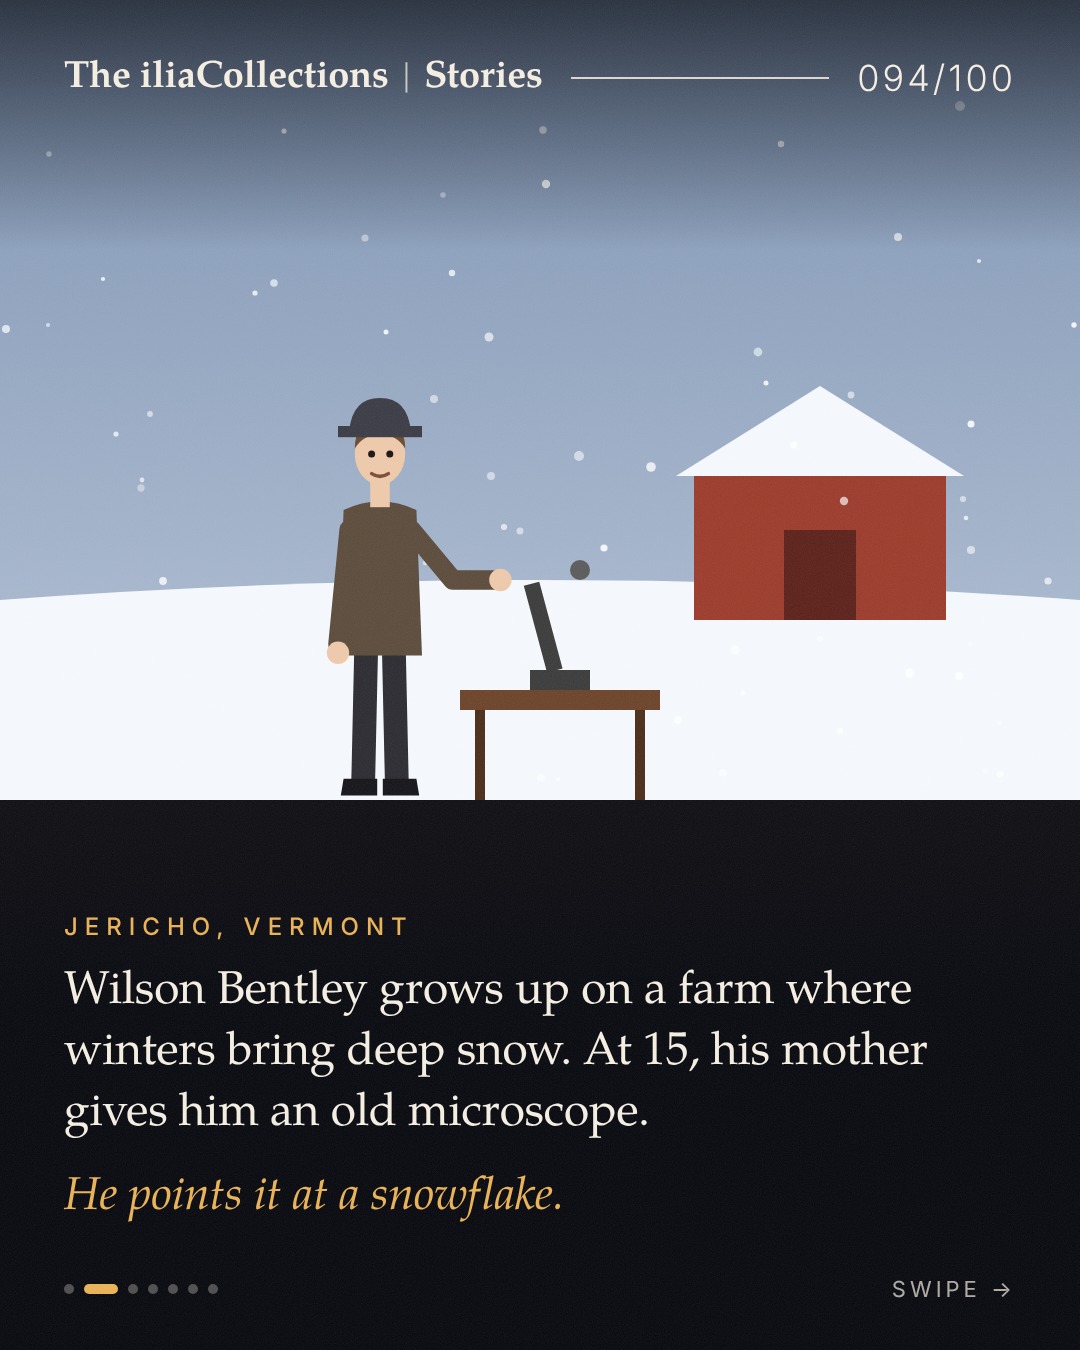 The iliaCollections | Stories
094/100
JERICHO, VERMONT
Wilson Bentley grows up on a farm where
winters bring deep snow. At 15, his mother
gives him an old microscope.
He points it at a snowflake.
SWIPE →